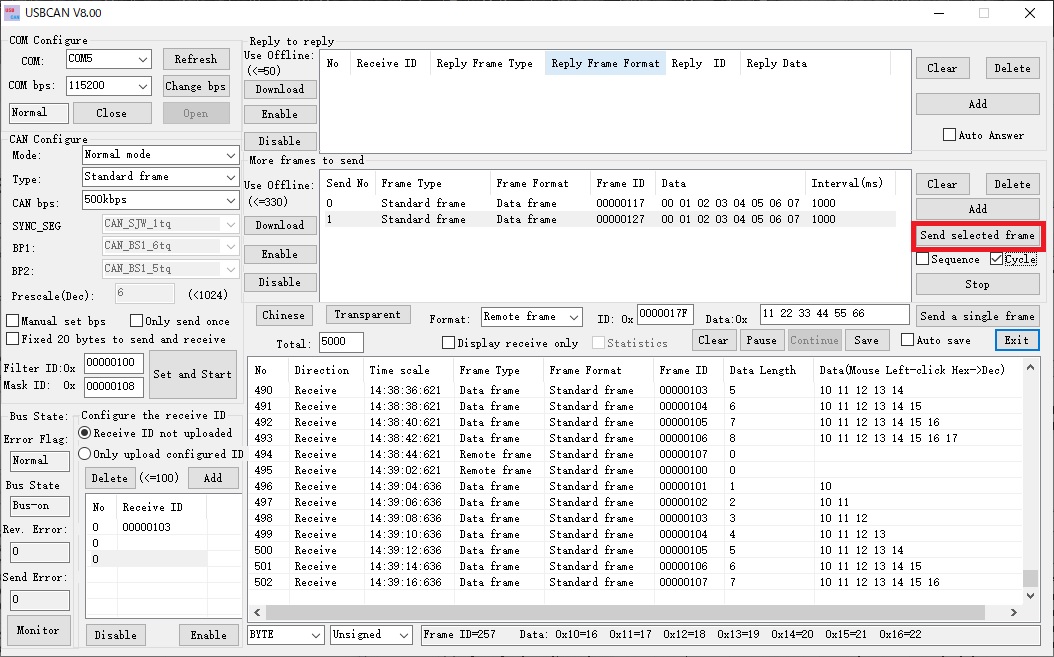 USB CAN USBCAN V8.00
COM Configure
COM: COM5 Refresh
COM bps: 115200 Change bps
Normal Close Open
CAN Configure
Mode: Normal mode
Type: Standard frame
CAN bps: 500kbps
SYNC_SEG CAN_SJW_1tq
BP1: CAN_BS1_6tq
BP2: CAN_BS1_5tq
Prescale(Dec): 6 (<1024)
Manual set bps Only send once
Fixed 20 bytes to send and receive
Filter ID:0x 00000100
Mask ID: 0x 00000108
Set and Start
Bus State:
Error Flag:
Normal
Bus State
Bus-on
Rev. Error:
0
Send Error:
0
Monitor
Configure the receive ID
Receive ID not uploaded
Only upload configured ID
Delete (<=100) Add
No Receive ID
0 00000103
0
0
Disable Enable
Reply to reply
Use Offline:
(<=50)
Download
Enable
Disable
No Receive ID Reply Frame Type Reply Frame Format Reply ID Reply Data
Clear Delete
Add
Auto Answer
More frames to send
Use Offline:
(<=330)
Download
Enable
Disable
Send No Frame Type Frame Format Frame ID Data Interval(ms)
0 Standard frame Data frame 00000117 00 01 02 03 04 05 06 07 1000
1 Standard frame Data frame 00000127 00 01 02 03 04 05 06 07 1000
Clear Delete
Add
Send selected frame
Sequence Cycle
Stop
Chinese Transparent Format: Remote frame ID: 0x 0000017F Data:0x 11 22 33 44 55 66 Send a single frame
Total: 5000 Display receive only Statistics Clear Pause Continue Save Auto save Exit
No Direction Time scale Frame Type Frame Format Frame ID Data Length Data(Mouse Left-click Hex->Dec)
490 Receive 14:38:36:621 Data frame Standard frame 00000103 5 10 11 12 13 14
491 Receive 14:38:38:621 Data frame Standard frame 00000104 6 10 11 12 13 14 15
492 Receive 14:38:40:621 Data frame Standard frame 00000105 7 10 11 12 13 14 15 16
493 Receive 14:38:42:621 Data frame Standard frame 00000106 8 10 11 12 13 14 15 16 17
494 Receive 14:38:44:621 Remote frame Standard frame 00000107 0
495 Receive 14:39:02:621 Remote frame Standard frame 00000100 0
496 Receive 14:39:04:636 Data frame Standard frame 00000101 1 10
497 Receive 14:39:06:636 Data frame Standard frame 00000102 2 10 11
498 Receive 14:39:08:636 Data frame Standard frame 00000103 3 10 11 12
499 Receive 14:39:10:636 Data frame Standard frame 00000104 4 10 11 12 13
500 Receive 14:39:12:636 Data frame Standard frame 00000105 5 10 11 12 13 14
501 Receive 14:39:14:636 Data frame Standard frame 00000106 6 10 11 12 13 14 15
502 Receive 14:39:16:636 Data frame Standard frame 00000107 7 10 11 12 13 14 15 16
BYTE Unsigned Frame ID=257 Data: 0x10=16 0x11=17 0x12=18 0x13=19 0x14=20 0x15=21 0x16=22